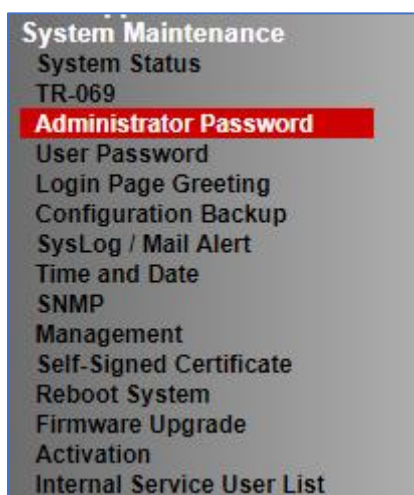 System Maintenance
System Status
TR-069
Administrator Password
User Password
Login Page Greeting
Configuration Backup
SysLog / Mail Alert
Time and Date
SNMP
Management
Self-Signed Certificate
Reboot System
Firmware Upgrade
Activation
Internal Service User List